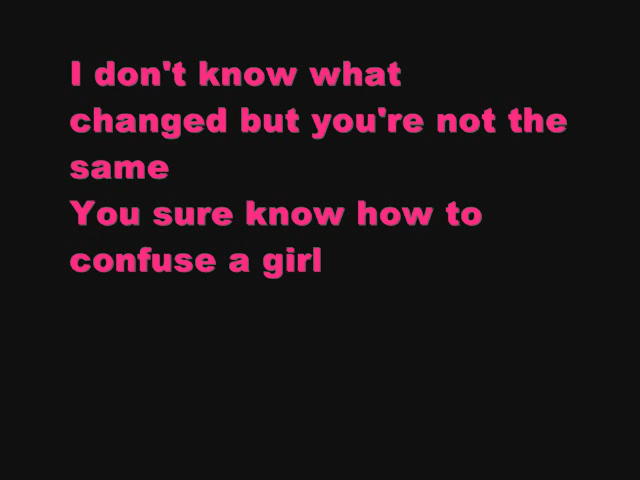 I don't know what
changed but you're not the
same
You sure know how to
confuse a girl